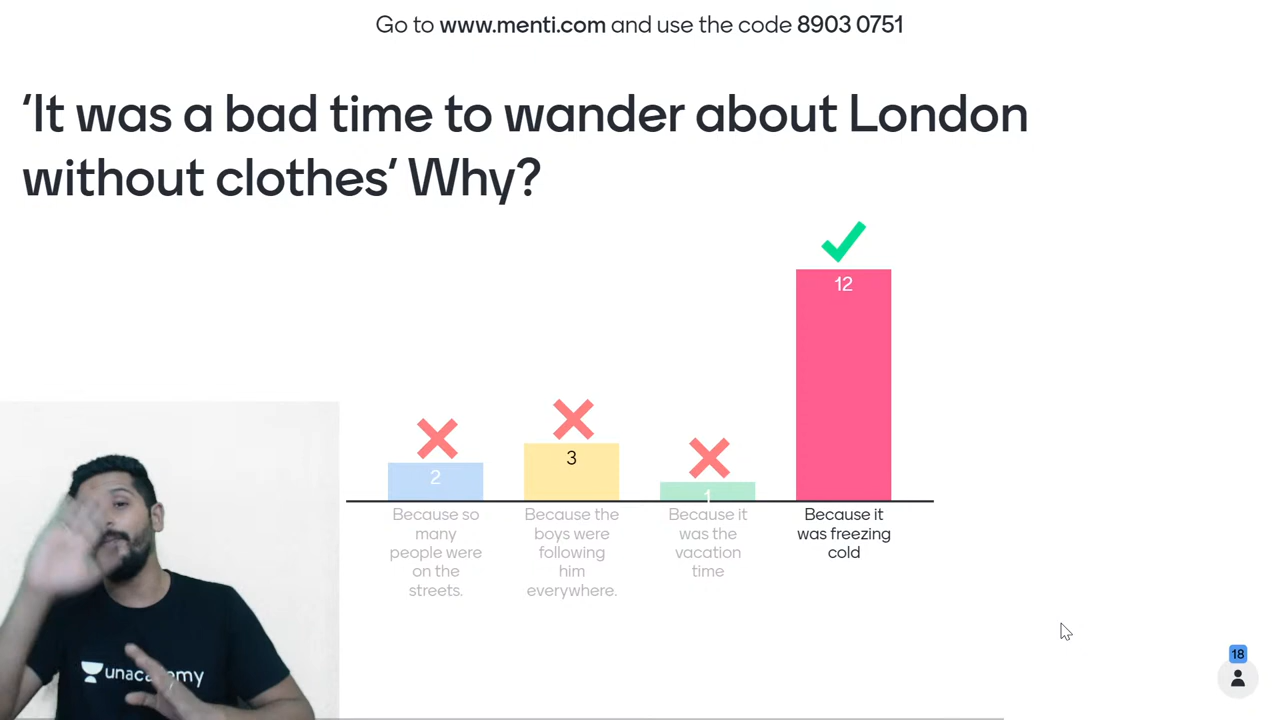 Go to www.menti.com and use the code 8903 0751
‘It was a bad time to wander about London
without clothes’ Why?
12
3
2
1
Because so
many
people were
on the
streets.
Because the
boys were
following
him
everywhere.
Because it
was the
vacation
time
Because it
was freezing
cold
unacademy
18